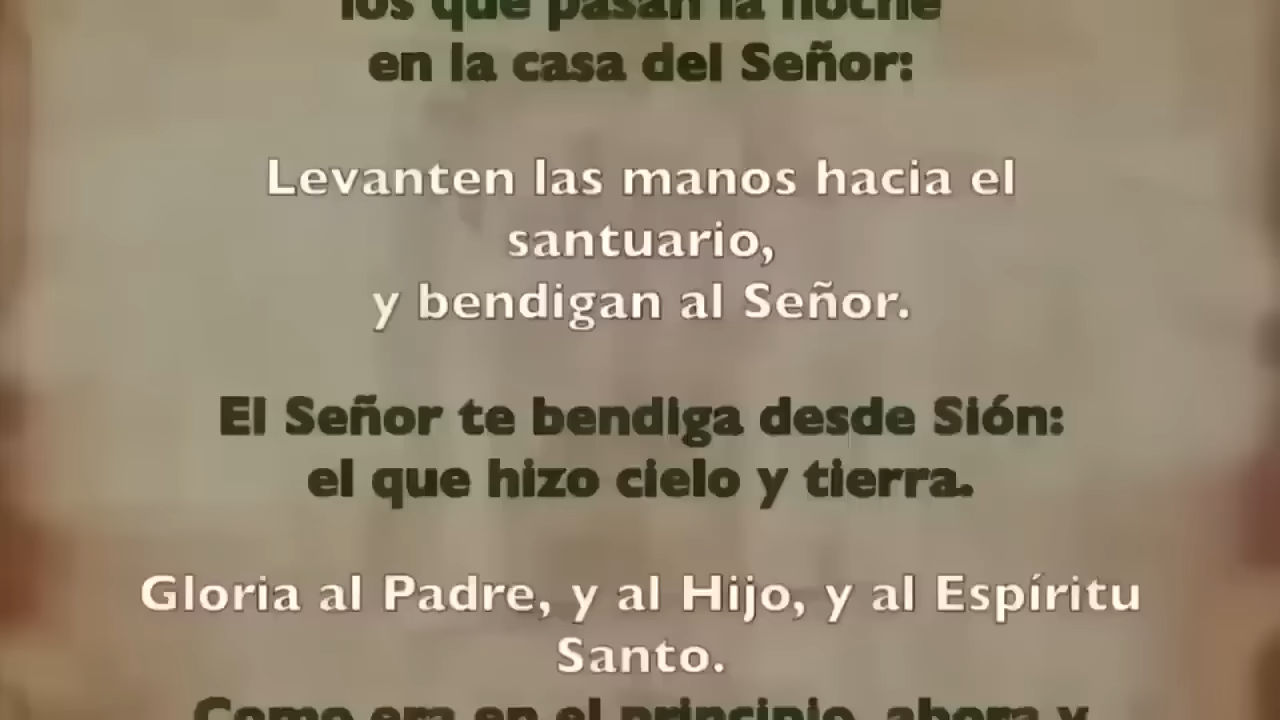 los que pasan la noche
en la casa del Señor:
Levanten las manos hacia el
santuario,
y bendigan al Señor.
El Señor te bendiga desde Sión:
el que hizo cielo y tierra.
Gloria al Padre, y al Hijo, y al Espíritu
Santo.
Como era en el principio, ahora y